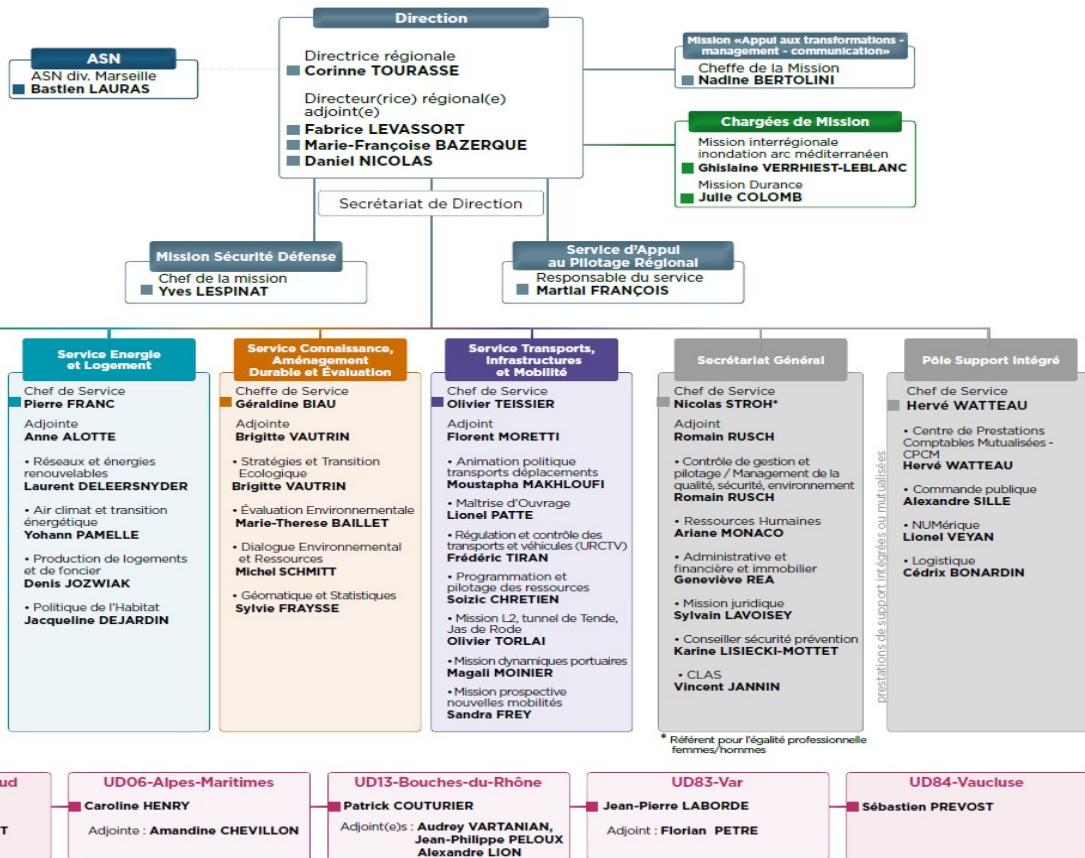 Direction
Directrice régionale
Corinne TOURASSE
Directeur(rice) régional(e)
adjoint(e)
Fabrice LEVASSORT
Marie-Françoise BAZERQUE
Daniel NICOLAS
ASN
ASN div. Marseille
Bastien LAURAS
Mission «Appui aux transformations -
management - communication»
Cheffe de la Mission
Nadine BERTOLINI
Chargées de Mission
Mission interrégionale
inondation arc méditerranéen
Ghislaine VERRHIEST-LEBLANC
Mission Durance
Julie COLOMB
Secrétariat de Direction
Mission Sécurité Défense
Chef de la mission
Yves LESPINAT
Service d'Appui
au Pilotage Régional
Responsable du service
Martial FRANÇOIS
Service Energie
et Logement
Chef de Service
Pierre FRANC
Adjointe
Anne ALOTTE
• Réseaux et énergies
renouvelables
Laurent DELEERSNYDER
• Air climat et transition
énergétique
Yohann PAMELLE
• Production de logements
et de foncier
Denis JOZWIAK
• Politique de l'Habitat
Jacqueline DEJARDIN
Service Connaissance,
Aménagement
Durable et Évaluation
Cheffe de Service
Géraldine BIAU
Adjointe
Brigitte VAUTRIN
• Stratégies et Transition
Ecologique
Brigitte VAUTRIN
• Évaluation Environnementale
Marie-Therese BAILLET
• Dialogue Environnemental
et Ressources
Michel SCHMITT
• Géomatique et Statistiques
Sylvie FRAYSSE
Service Transports,
Infrastructures
et Mobilité
Chef de Service
Olivier TEISSIER
Adjoint
Florent MORETTI
• Animation politique
transports déplacements
Moustapha MAKHLOUFI
• Maîtrise d'Ouvrage
Lionel PATTE
• Régulation et contrôle des
transports et véhicules (URCTV)
Frédéric TIRAN
• Programmation et
pilotage des ressources
Soizic CHRETIEN
• Mission L2, tunnel de Tende,
Jas de Rode
Olivier TORLAI
• Mission dynamiques portuaires
Magali MOINIER
• Mission prospective
nouvelles mobilités
Sandra FREY
Secrétariat Général
Chef de Service
Nicolas STROH*
Adjoint
Romain RUSCH
• Contrôle de gestion et
pilotage / Management de la
qualité, sécurité, environnement
Romain RUSCH
• Ressources Humaines
Ariane MONACO
• Administrative et
financière et immobilier
Geneviève REA
• Mission juridique
Sylvain LAVOISEY
• Conseiller sécurité prévention
Karine LISIECKI-MOTTET
• CLAS
Vincent JANNIN
* Référent pour l'égalité professionnelle
femmes/hommes
prestations de support intégrées ou mutualisées
Pôle Support Intégré
Chef de Service
Hervé WATTEAU
• Centre de Prestations
Comptables Mutualisées -
CPCM
Hervé WATTEAU
• Commande publique
Alexandre SILLE
• NUMérique
Lionel VEYAN
• Logistique
Cédrix BONARDIN
ud
T
UD06-Alpes-Maritimes
Caroline HENRY
Adjointe : Amandine CHEVILLON
UD13-Bouches-du-Rhône
Patrick COUTURIER
Adjoint(e)s : Audrey VARTANIAN,
Jean-Philippe PELOUX
Alexandre LION
UD83-Var
Jean-Pierre LABORDE
Adjoint : Florian PETRE
UD84-Vaucluse
Sébastien PREVOST